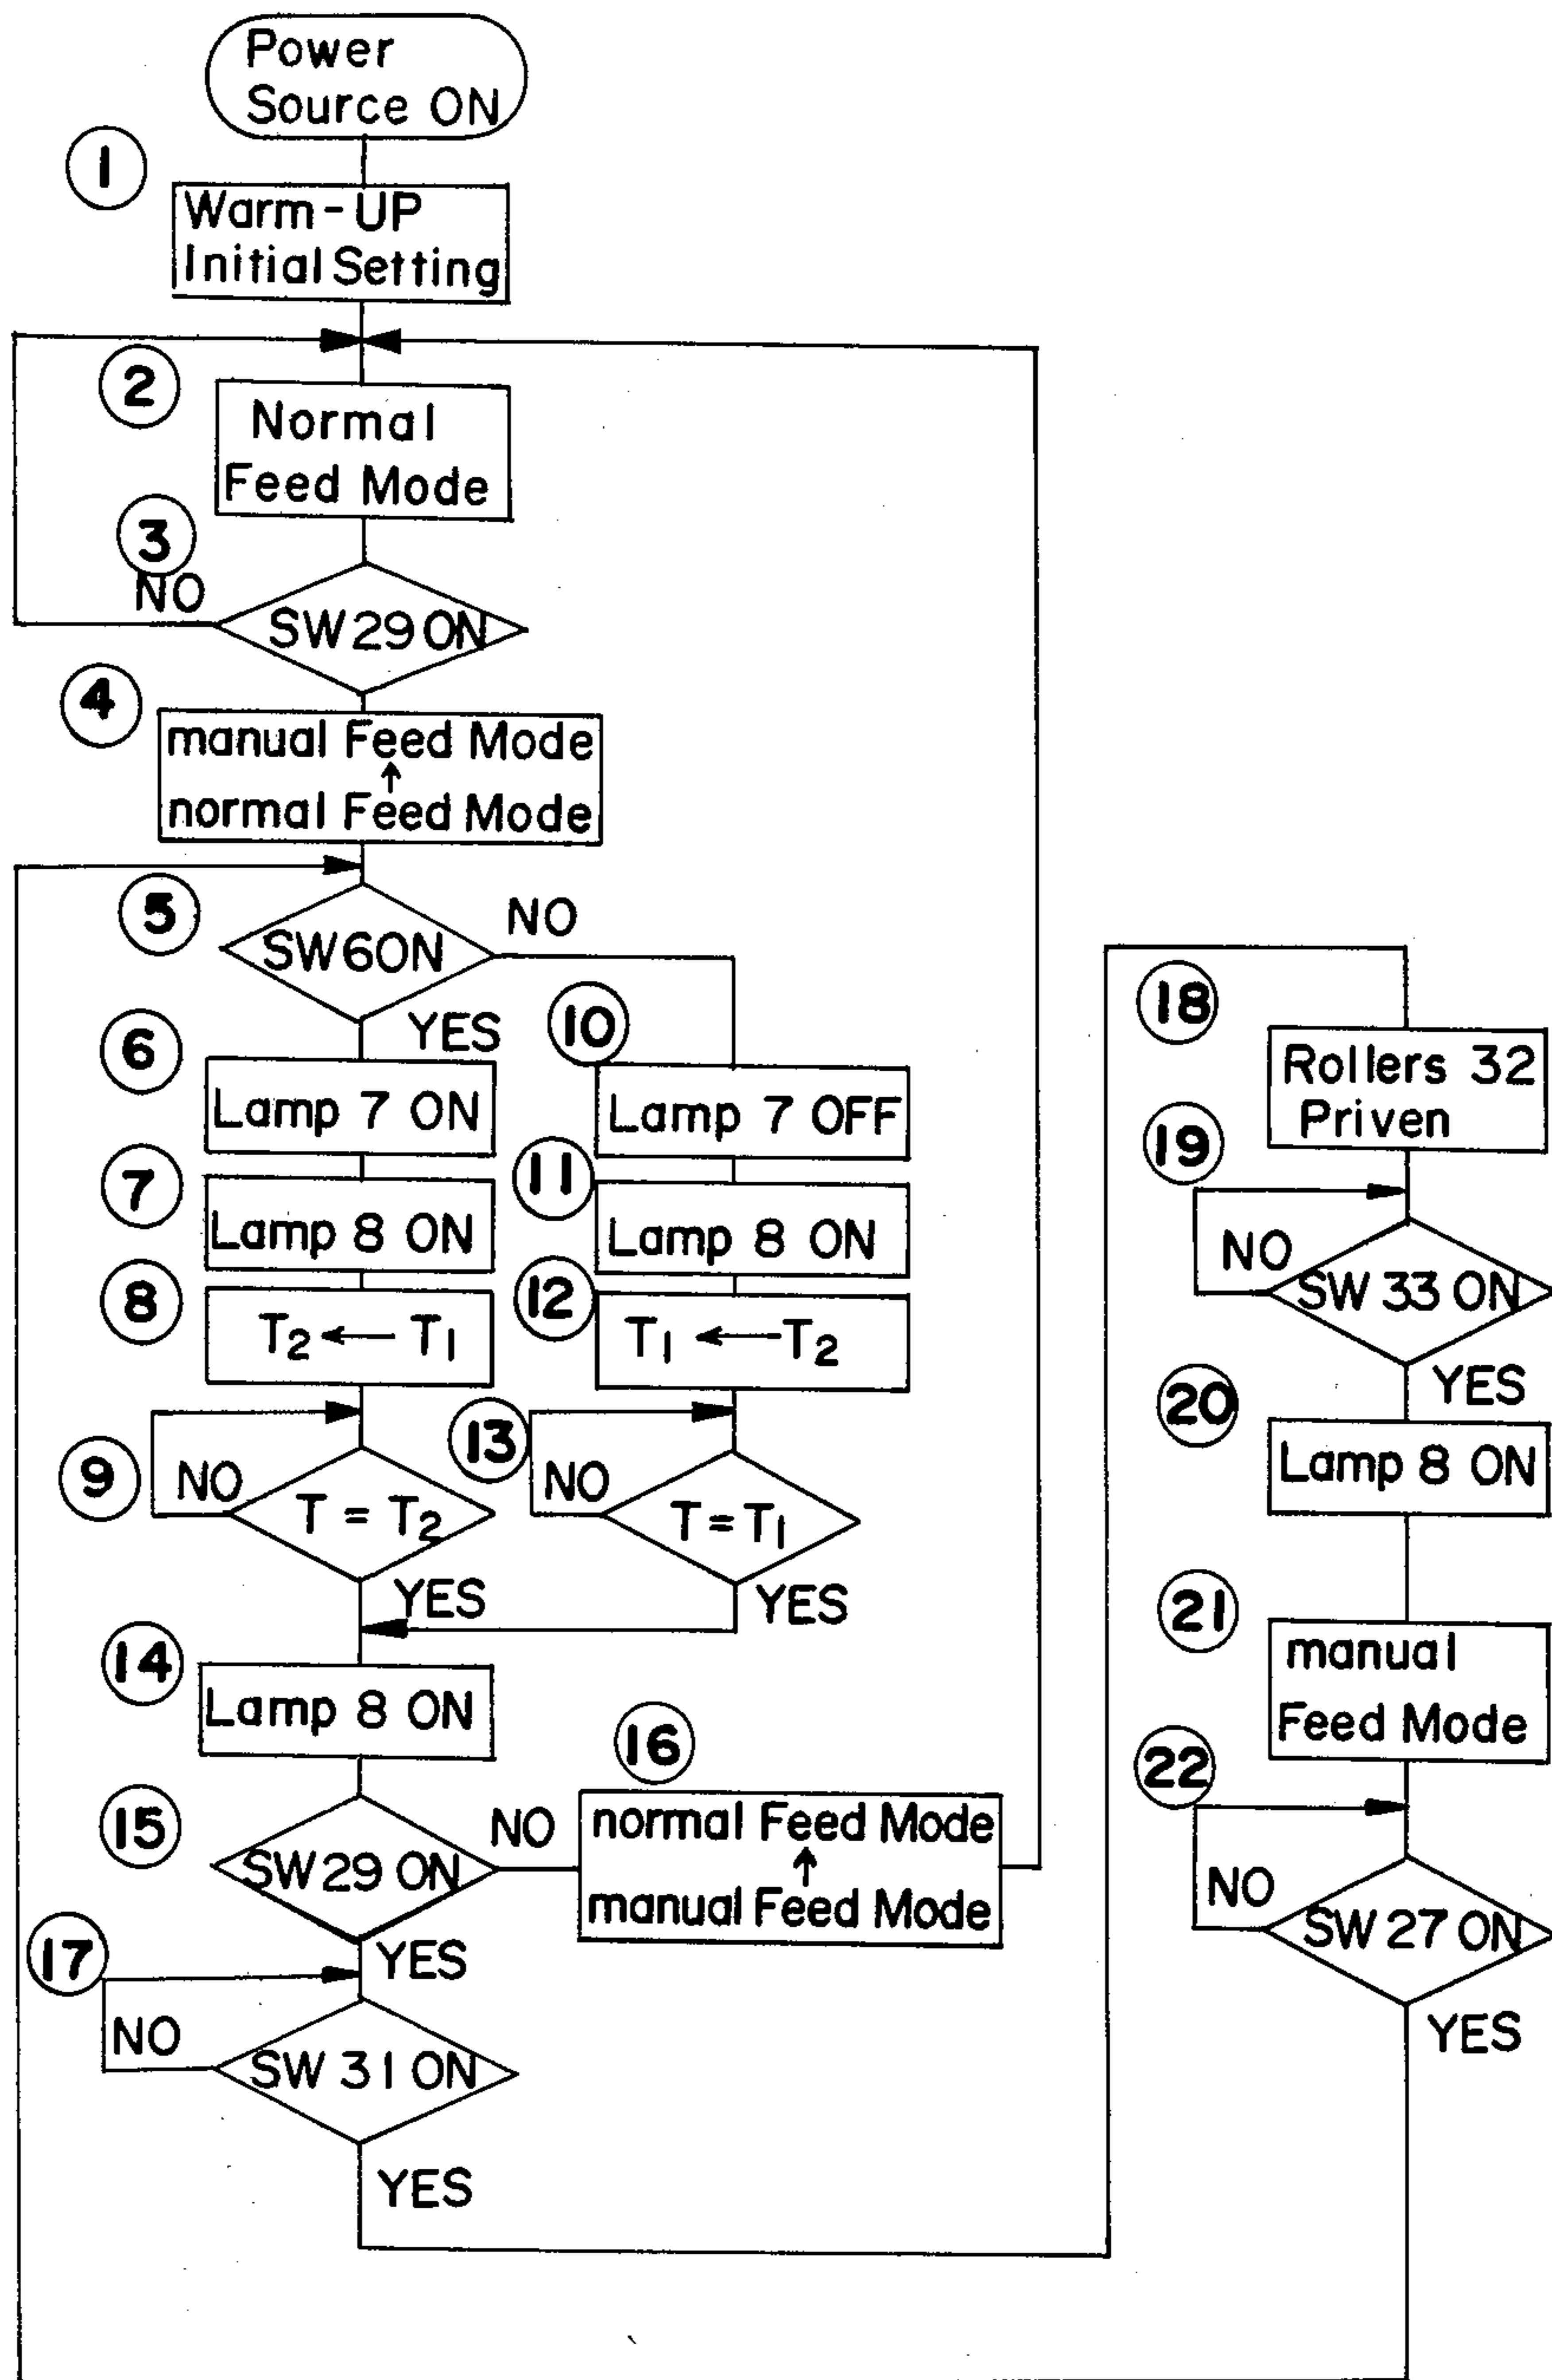 Power
Source ON
1
Warm-UP
Initial Setting
2
Normal
Feed Mode
3
NO
SW29 ON
4
manual Feed Mode
↑
normal Feed Mode
5
SW6ON
NO
YES
6
Lamp 7 ON
7
Lamp 8 ON
8
T2 ← T1
9
NO
T = T2
YES
10
Lamp 7 OFF
11
Lamp 8 ON
12
T1 ← T2
13
NO
T = T1
YES
14
Lamp 8 ON
15
SW29 ON
NO
YES
16
normal Feed Mode
↑
manual Feed Mode
17
NO
SW 31 ON
YES
18
Rollers 32
Priven
19
NO
SW 33 ON
YES
20
Lamp 8 ON
21
manual
Feed Mode
22
NO
SW 27 ON
YES